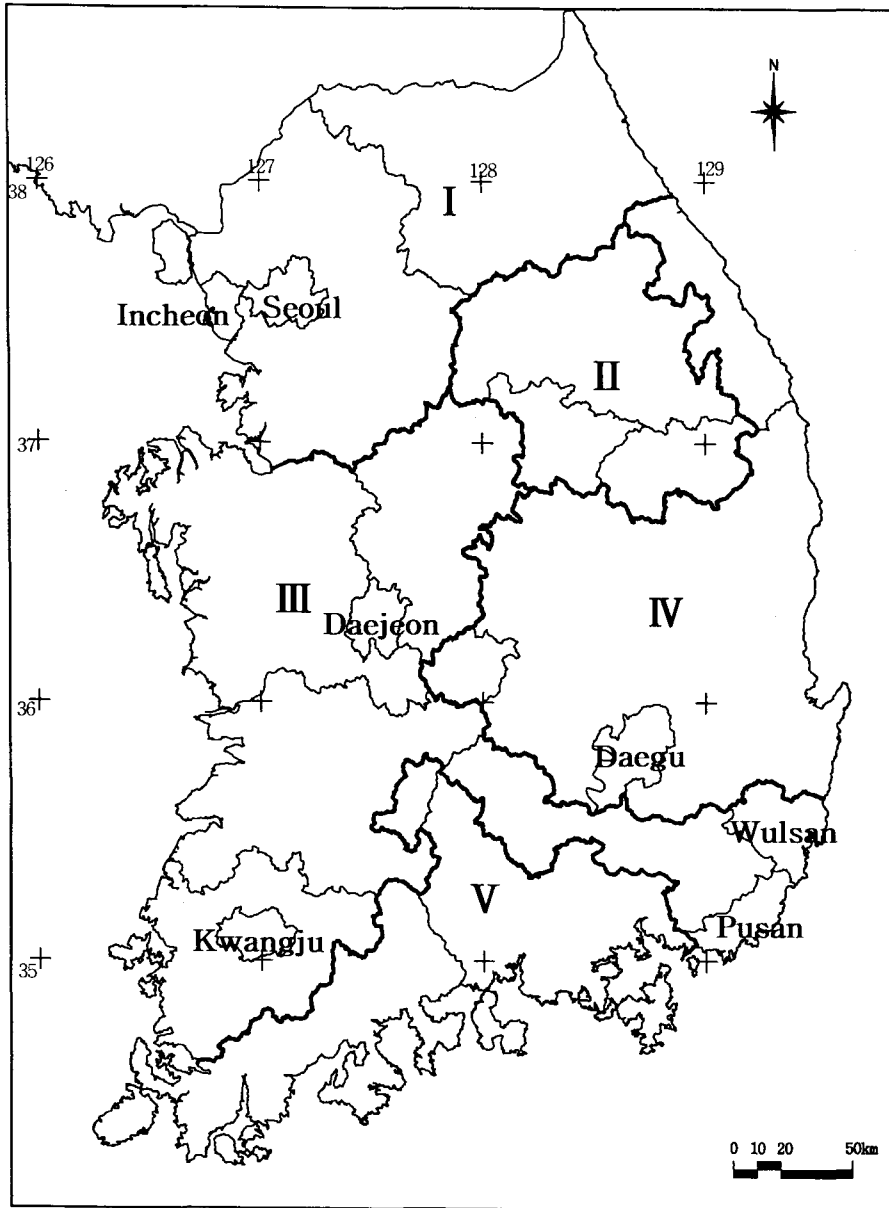 N
126
38
127
128
129
I
Incheon
Seoul
II
37
III
Daejeon
IV
36
Daegu
Wulsan
V
Kwangju
Pusan
35
0 10 20 50km